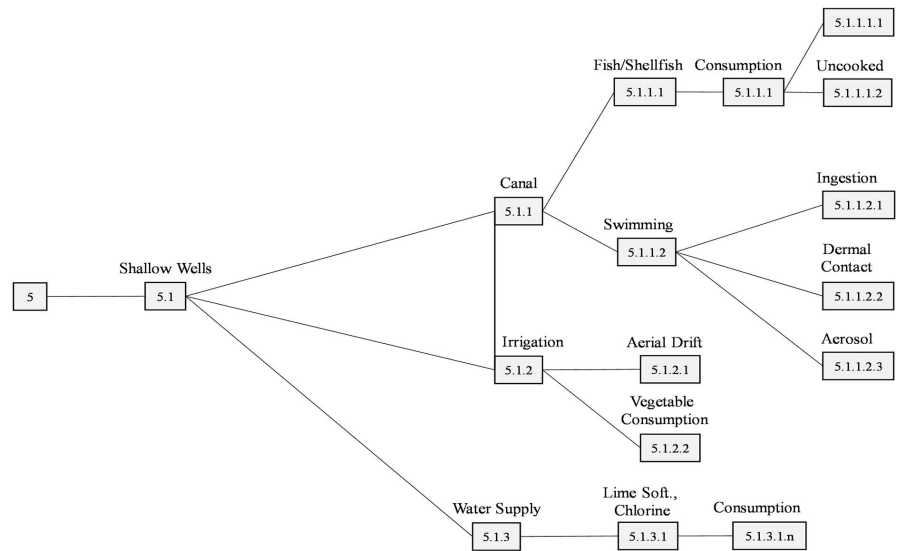 5.1.1.1.1
Fish/Shellfish
Consumption
Uncooked
5.1.1.1
5.1.1.1
5.1.1.1.2
Canal
5.1.1
Ingestion
5.1.1.2.1
Swimming
5.1.1.2
Dermal
Contact
5.1.1.2.2
Shallow Wells
5
5.1
Aerosol
5.1.1.2.3
Irrigation
5.1.2
Aerial Drift
5.1.2.1
Vegetable
Consumption
5.1.2.2
Water Supply
5.1.3
Lime Soft.,
Chlorine
5.1.3.1
Consumption
5.1.3.1.n